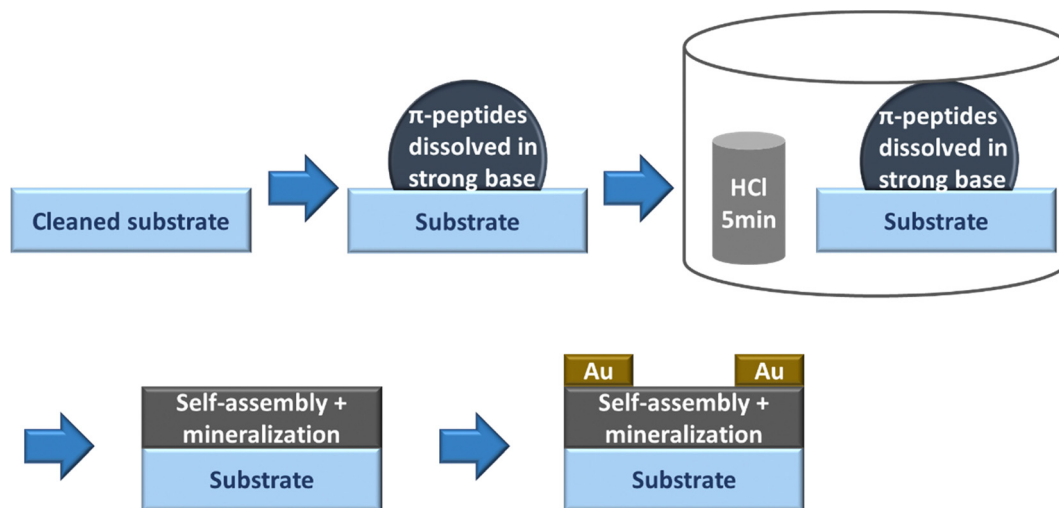 Cleaned substrate
π-peptides
dissolved in
strong base
Substrate
HCl
5min
π-peptides
dissolved in
strong base
Substrate
Self-assembly +
mineralization
Substrate
Au
Au
Self-assembly +
mineralization
Substrate